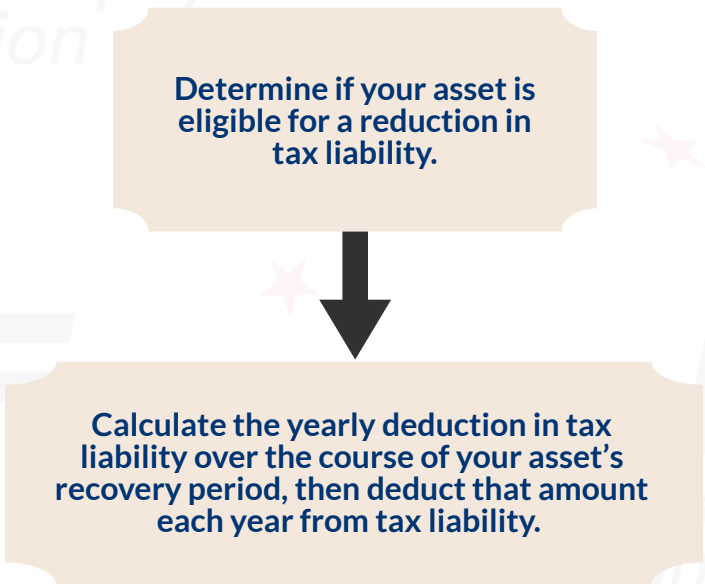 Determine if your asset is
eligible for a reduction in
tax liability.
Calculate the yearly deduction in tax
liability over the course of your asset’s
recovery period, then deduct that amount
each year from tax liability.